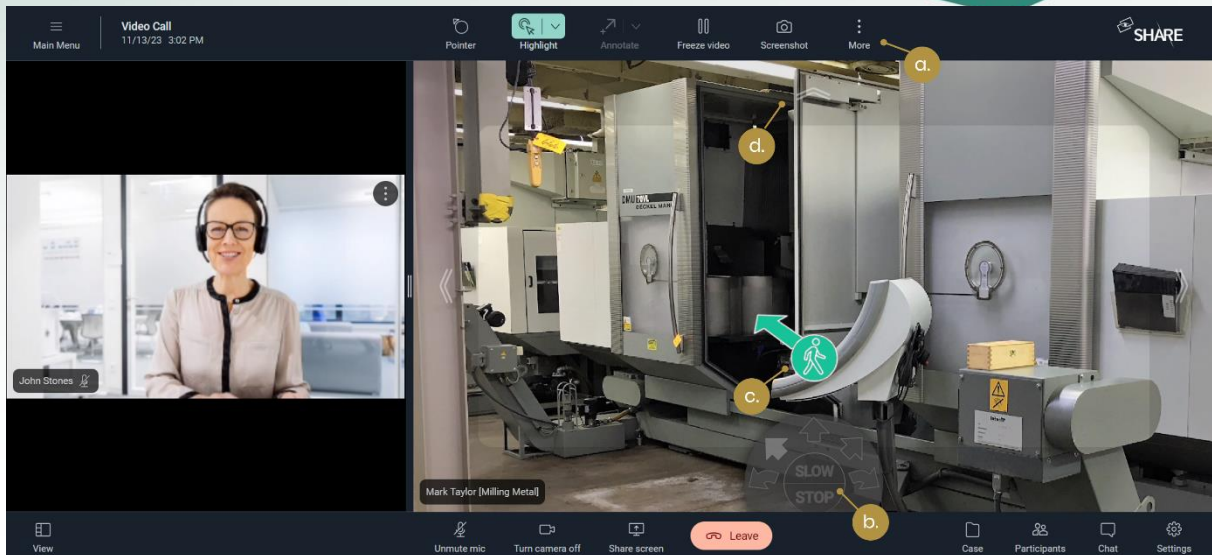 Main Menu
Video Call
11/13/23 3:02 PM
Pointer
Highlight
Annotate
Freeze video
Screenshot
More
SHARE
a.
d.
DECKEL MAHO
John Stones
c.
SLOW
STOP
Mark Taylor [Milling Metal]
b.
View
Unmute mic
Turn camera off
Share screen
Leave
Case
Participants
Chat
Settings